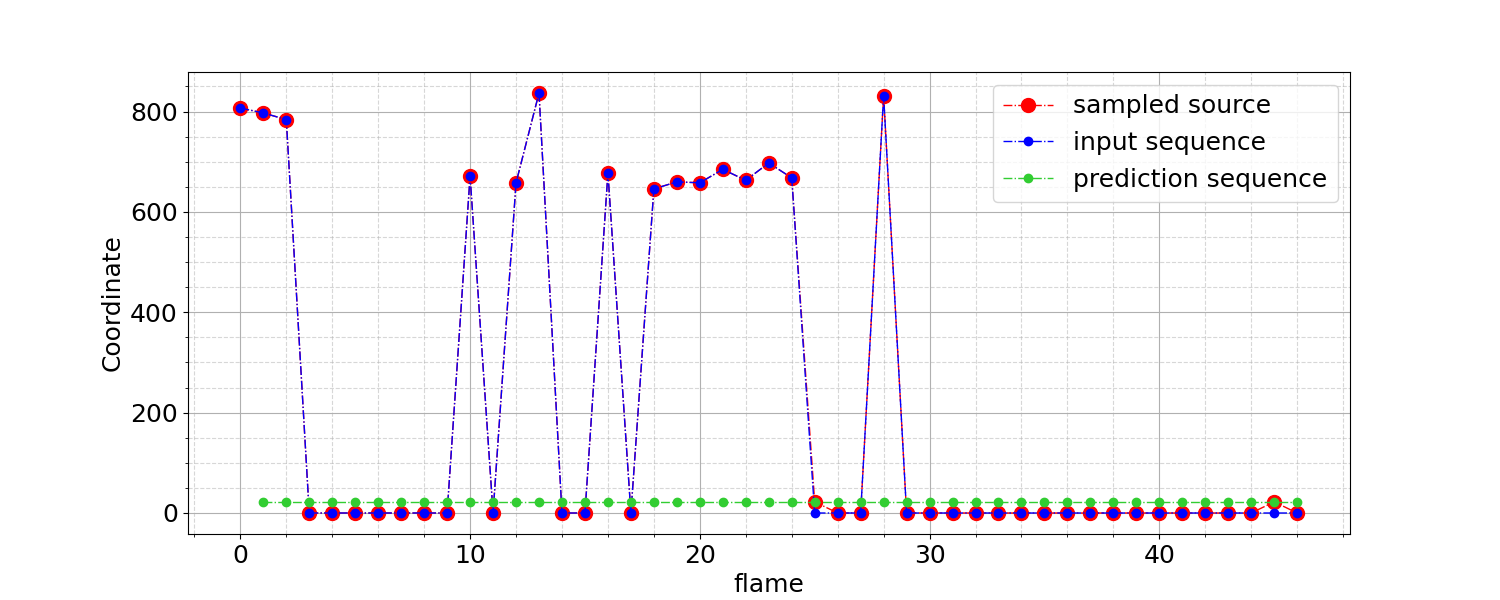 800
600
400
200
0
Coordinate
0 10 20 30 40
flame
sampled source
input sequence
prediction sequence